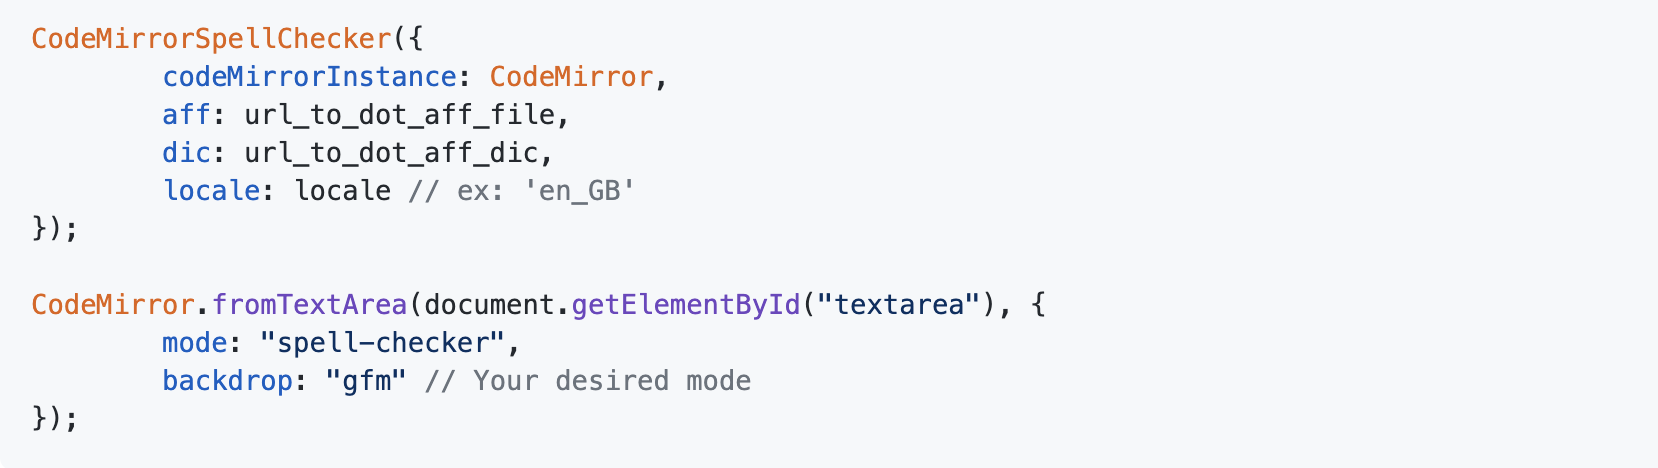 CodeMirrorSpellChecker({
        codeMirrorInstance: CodeMirror,
        aff: url_to_dot_aff_file,
        dic: url_to_dot_aff_dic,
        locale: locale // ex: 'en_GB'
});

CodeMirror.fromTextArea(document.getElementById("textarea"), {
        mode: "spell-checker",
        backdrop: "gfm" // Your desired mode
});